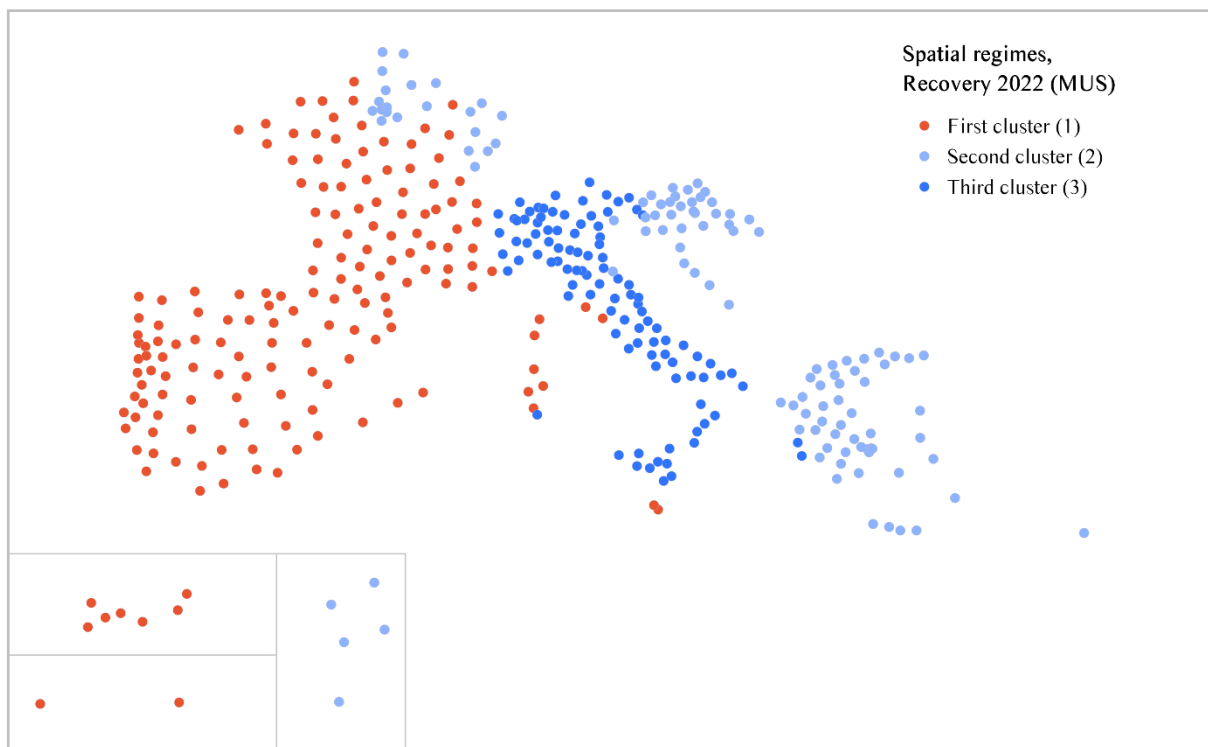 Spatial regimes,
Recovery 2022 (MUS)
First cluster (1)
Second cluster (2)
Third cluster (3)